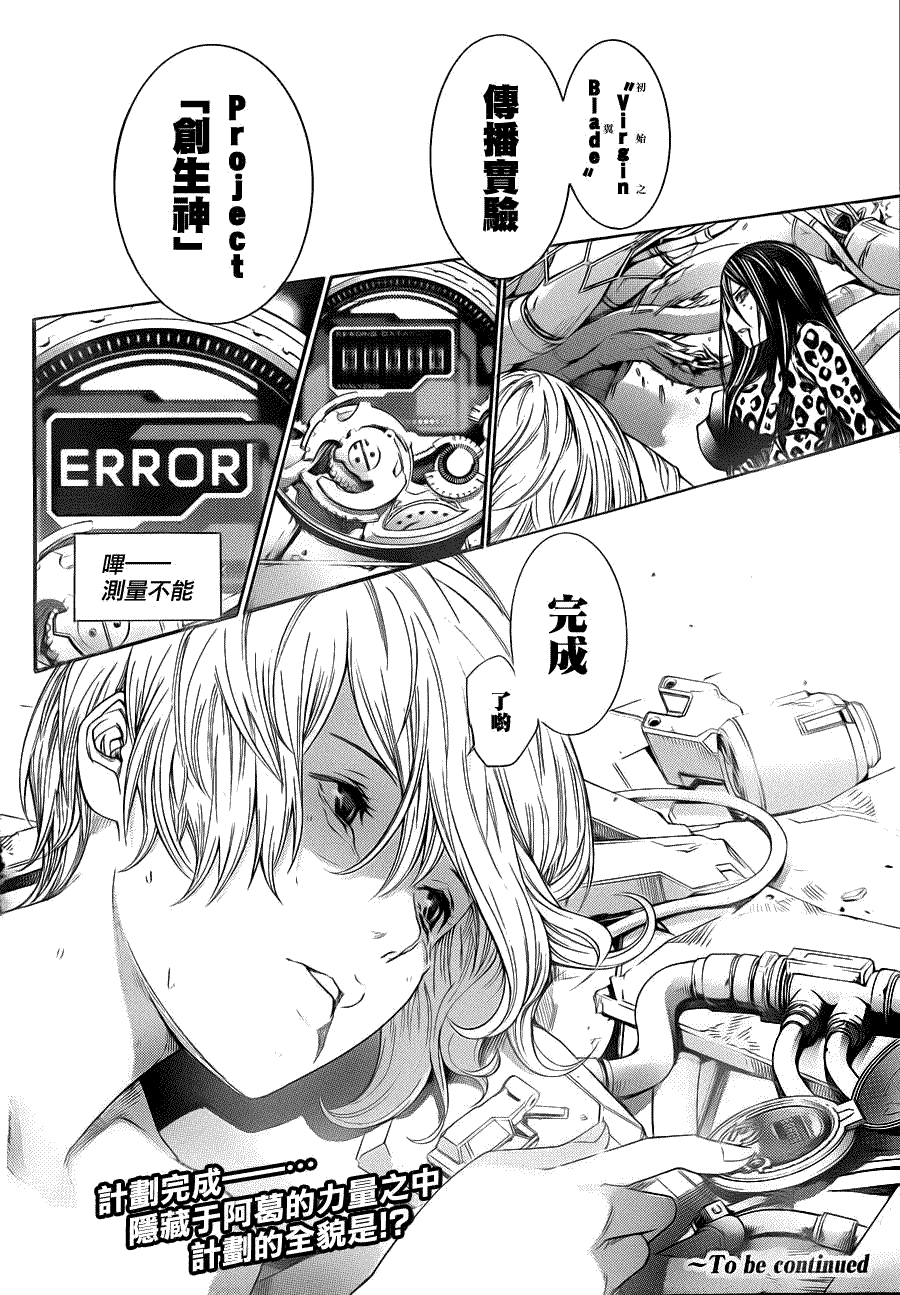 初始之翼
"Virgin
Blade"
傳播實驗
Project
「創生神」
ERROR
嗶——
測量不能
完成
了喲
計劃完成——…
隱藏于阿葛的力量之中
計劃的全貌是!?
~To be continued